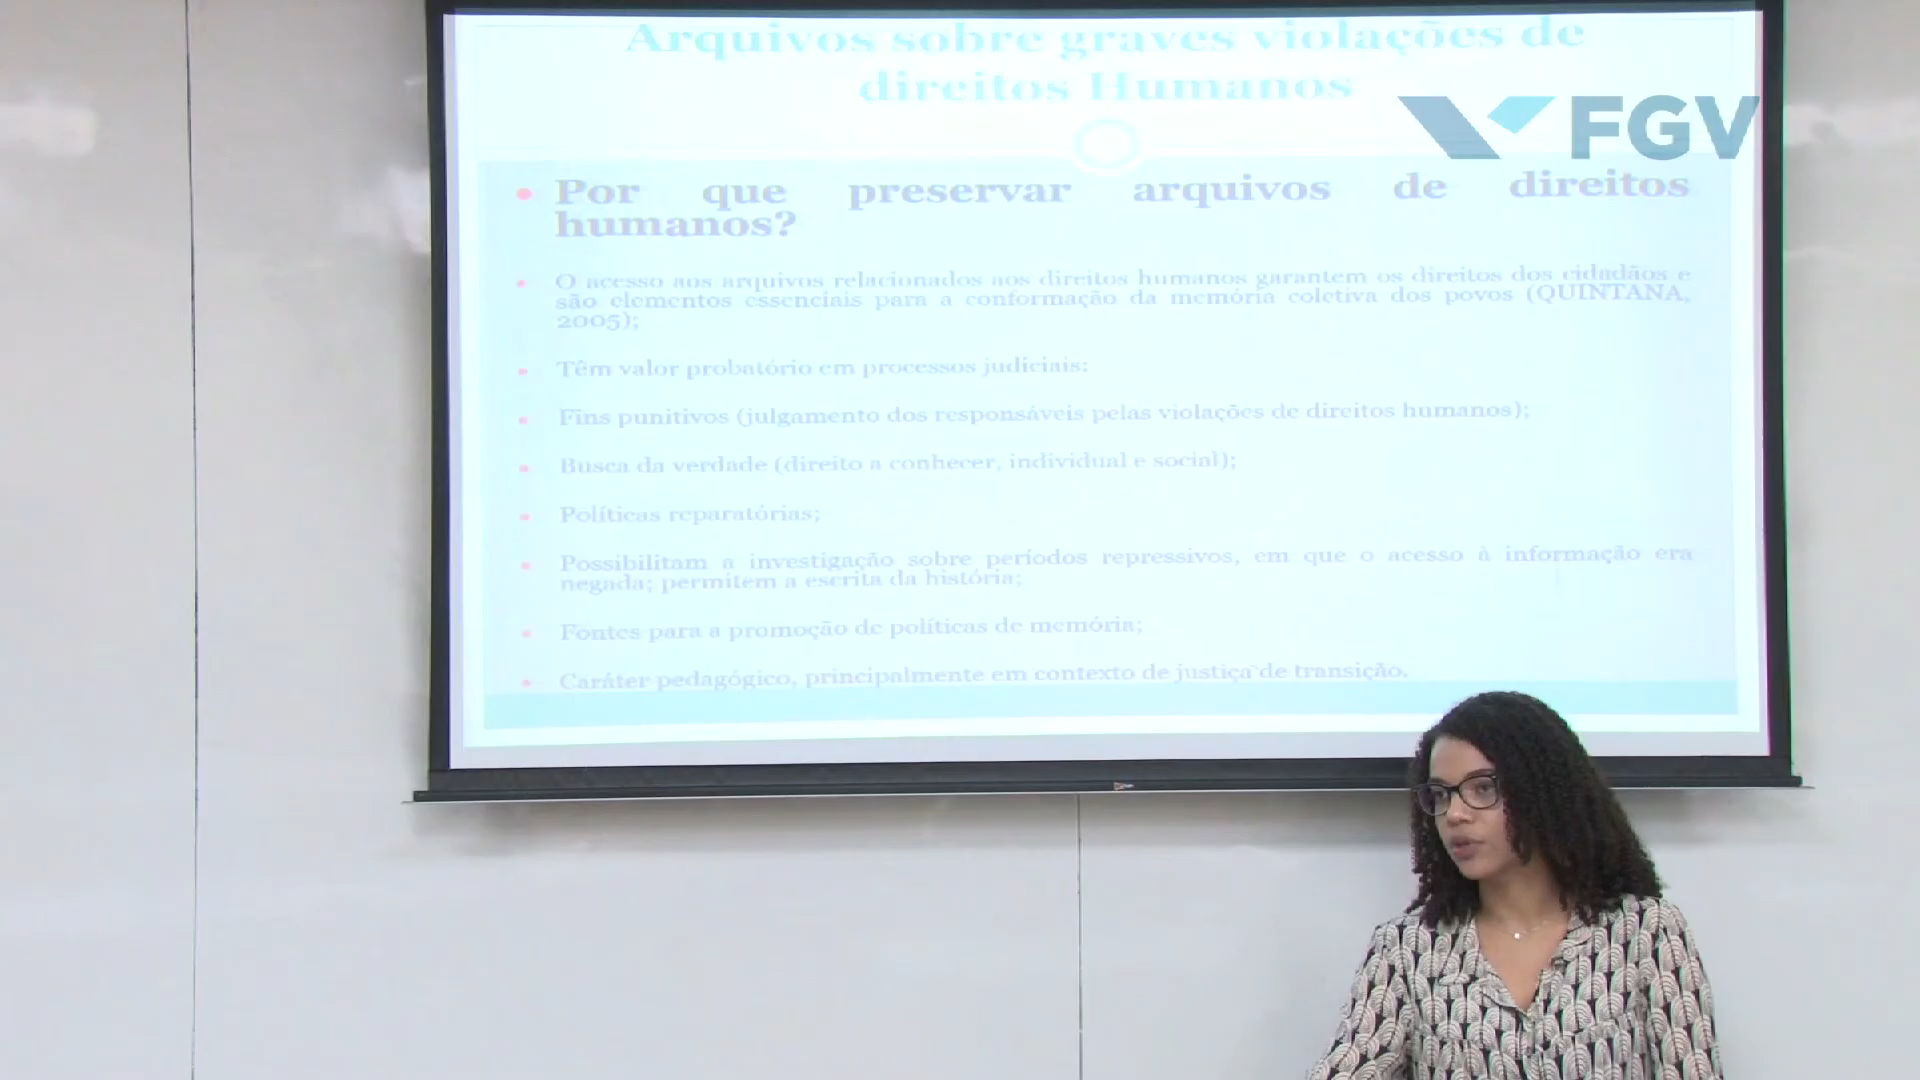 Arquivos sobre graves violações de
direitos Humanos
FGV
• Por que preservar arquivos de direitos
humanos?
• O acesso aos arquivos relacionados aos direitos humanos garantem os direitos dos cidadãos e
são elementos essenciais para a conformação da memória coletiva dos povos (QUINTANA,
2005);
• Têm valor probatório em processos judiciais:
• Fins punitivos (julgamento dos responsáveis pelas violações de direitos humanos);
• Busca da verdade (direito a conhecer, individual e social);
• Políticas reparatórias;
• Possibilitam a investigação sobre períodos repressivos, em que o acesso à informação era
negada; permitem a escrita da história;
• Fontes para a promoção de políticas de memória;
• Caráter pedagógico, principalmente em contexto de justiça de transição.